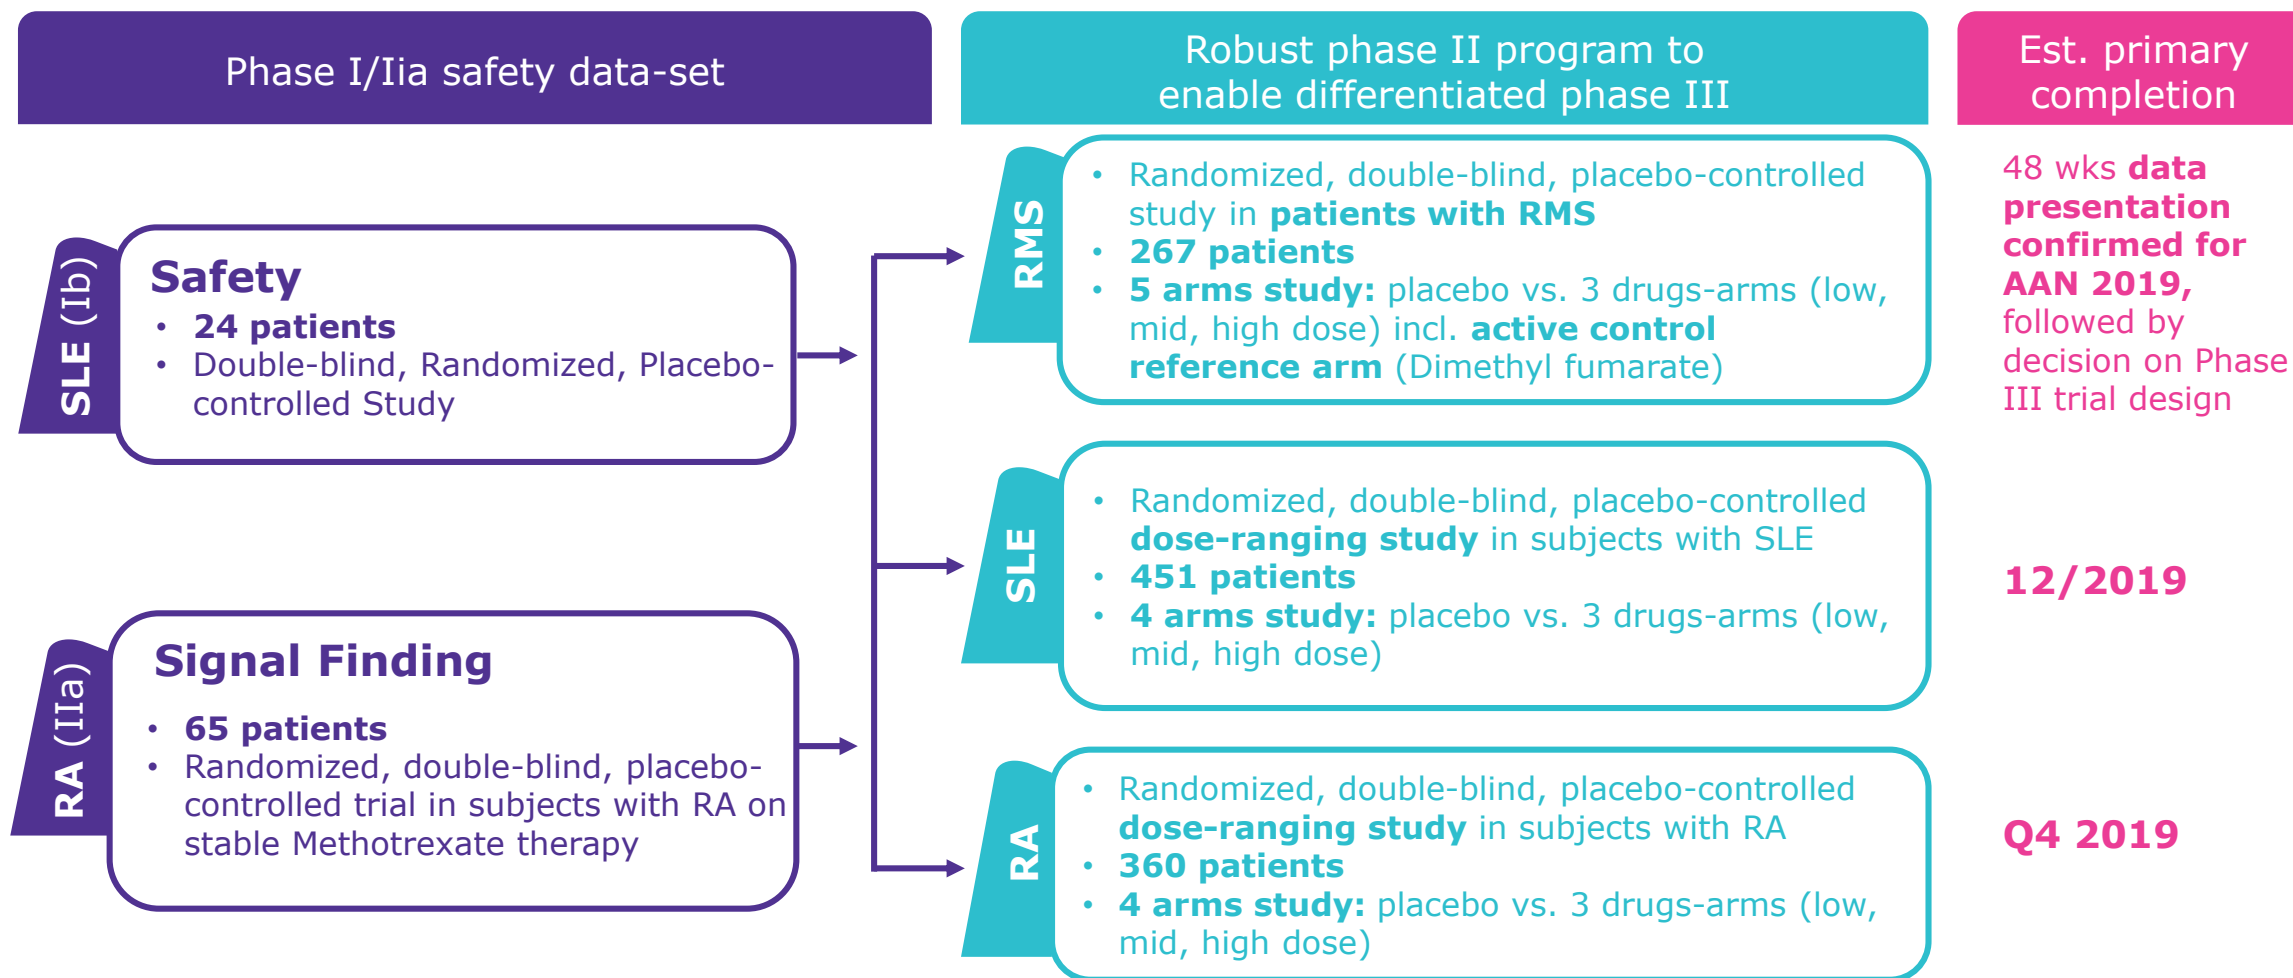 Phase I/Iia safety data-set
Robust phase II program to
enable differentiated phase III
Est. primary
completion
SLE (Ib)
Safety
• 24 patients
• Double-blind, Randomized, Placebo-
controlled Study
RA (IIa)
Signal Finding
• 65 patients
• Randomized, double-blind, placebo-
controlled trial in subjects with RA on
stable Methotrexate therapy
RMS
• Randomized, double-blind, placebo-controlled
study in patients with RMS
• 267 patients
• 5 arms study: placebo vs. 3 drugs-arms (low,
mid, high dose) incl. active control
reference arm (Dimethyl fumarate)
48 wks data
presentation
confirmed for
AAN 2019,
followed by
decision on Phase
III trial design
SLE
• Randomized, double-blind, placebo-controlled
dose-ranging study in subjects with SLE
• 451 patients
• 4 arms study: placebo vs. 3 drugs-arms (low,
mid, high dose)
12/2019
RA
• Randomized, double-blind, placebo-controlled
dose-ranging study in subjects with RA
• 360 patients
• 4 arms study: placebo vs. 3 drugs-arms (low,
mid, high dose)
Q4 2019